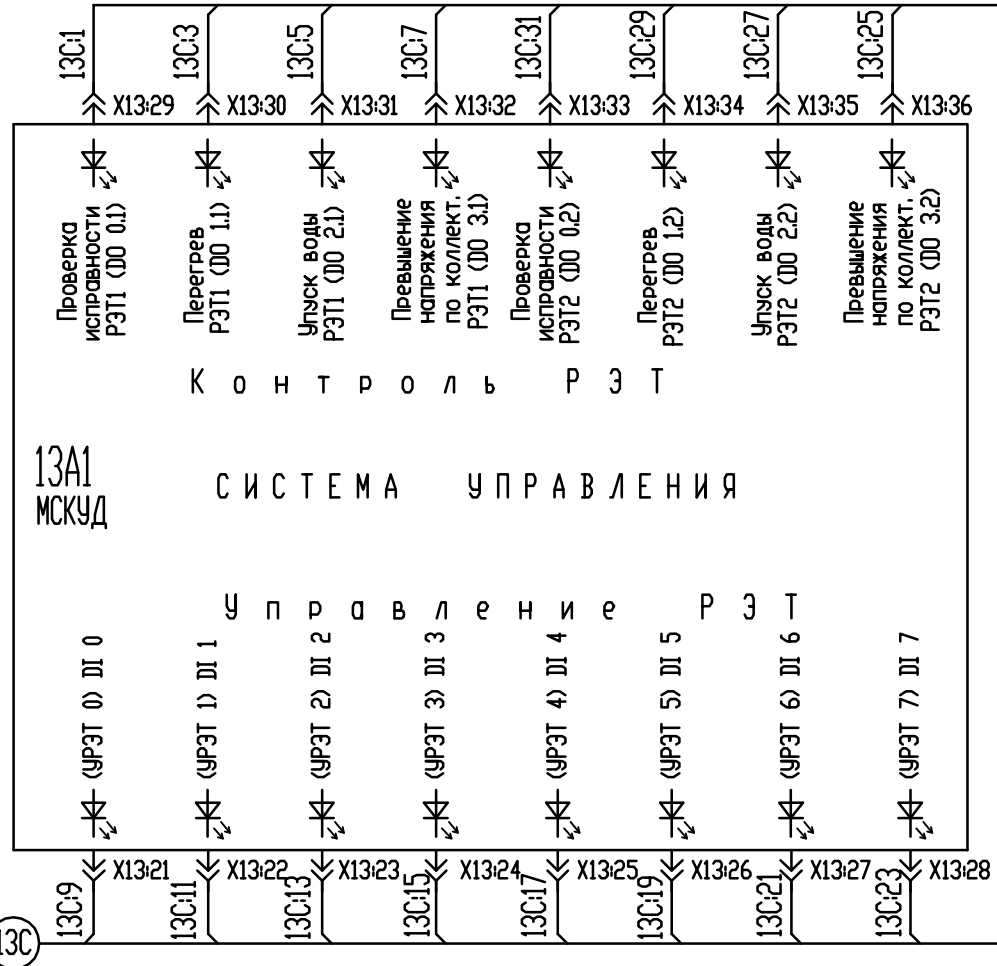 13С:1
13С:3
13С:5
13С:7
13С:31
13С:29
13С:27
13С:25
X13:29
X13:30
X13:31
X13:32
X13:33
X13:34
X13:35
X13:36
Проверка
исправности
РЭТ1 (DO 0.1)
Перегрев
РЭТ1 (DO 1.1)
Упуск воды
РЭТ1 (DO 2.1)
Превышение
напряжения
по коллект.
РЭТ1 (DO 3.1)
Проверка
исправности
РЭТ2 (DO 0.2)
Перегрев
РЭТ2 (DO 1.2)
Упуск воды
РЭТ2 (DO 2.2)
Превышение
напряжения
по коллект.
РЭТ2 (DO 3.2)
Контроль РЭТ
13А1
МСКУД
СИСТЕМА УПРАВЛЕНИЯ
Управление РЭТ
(УРЭТ 0) DI 0
(УРЭТ 1) DI 1
(УРЭТ 2) DI 2
(УРЭТ 3) DI 3
(УРЭТ 4) DI 4
(УРЭТ 5) DI 5
(УРЭТ 6) DI 6
(УРЭТ 7) DI 7
X13:21
X13:22
X13:23
X13:24
X13:25
X13:26
X13:27
X13:28
13С:9
13С:11
13С:13
13С:15
13С:17
13С:19
13С:21
13С:23
13С